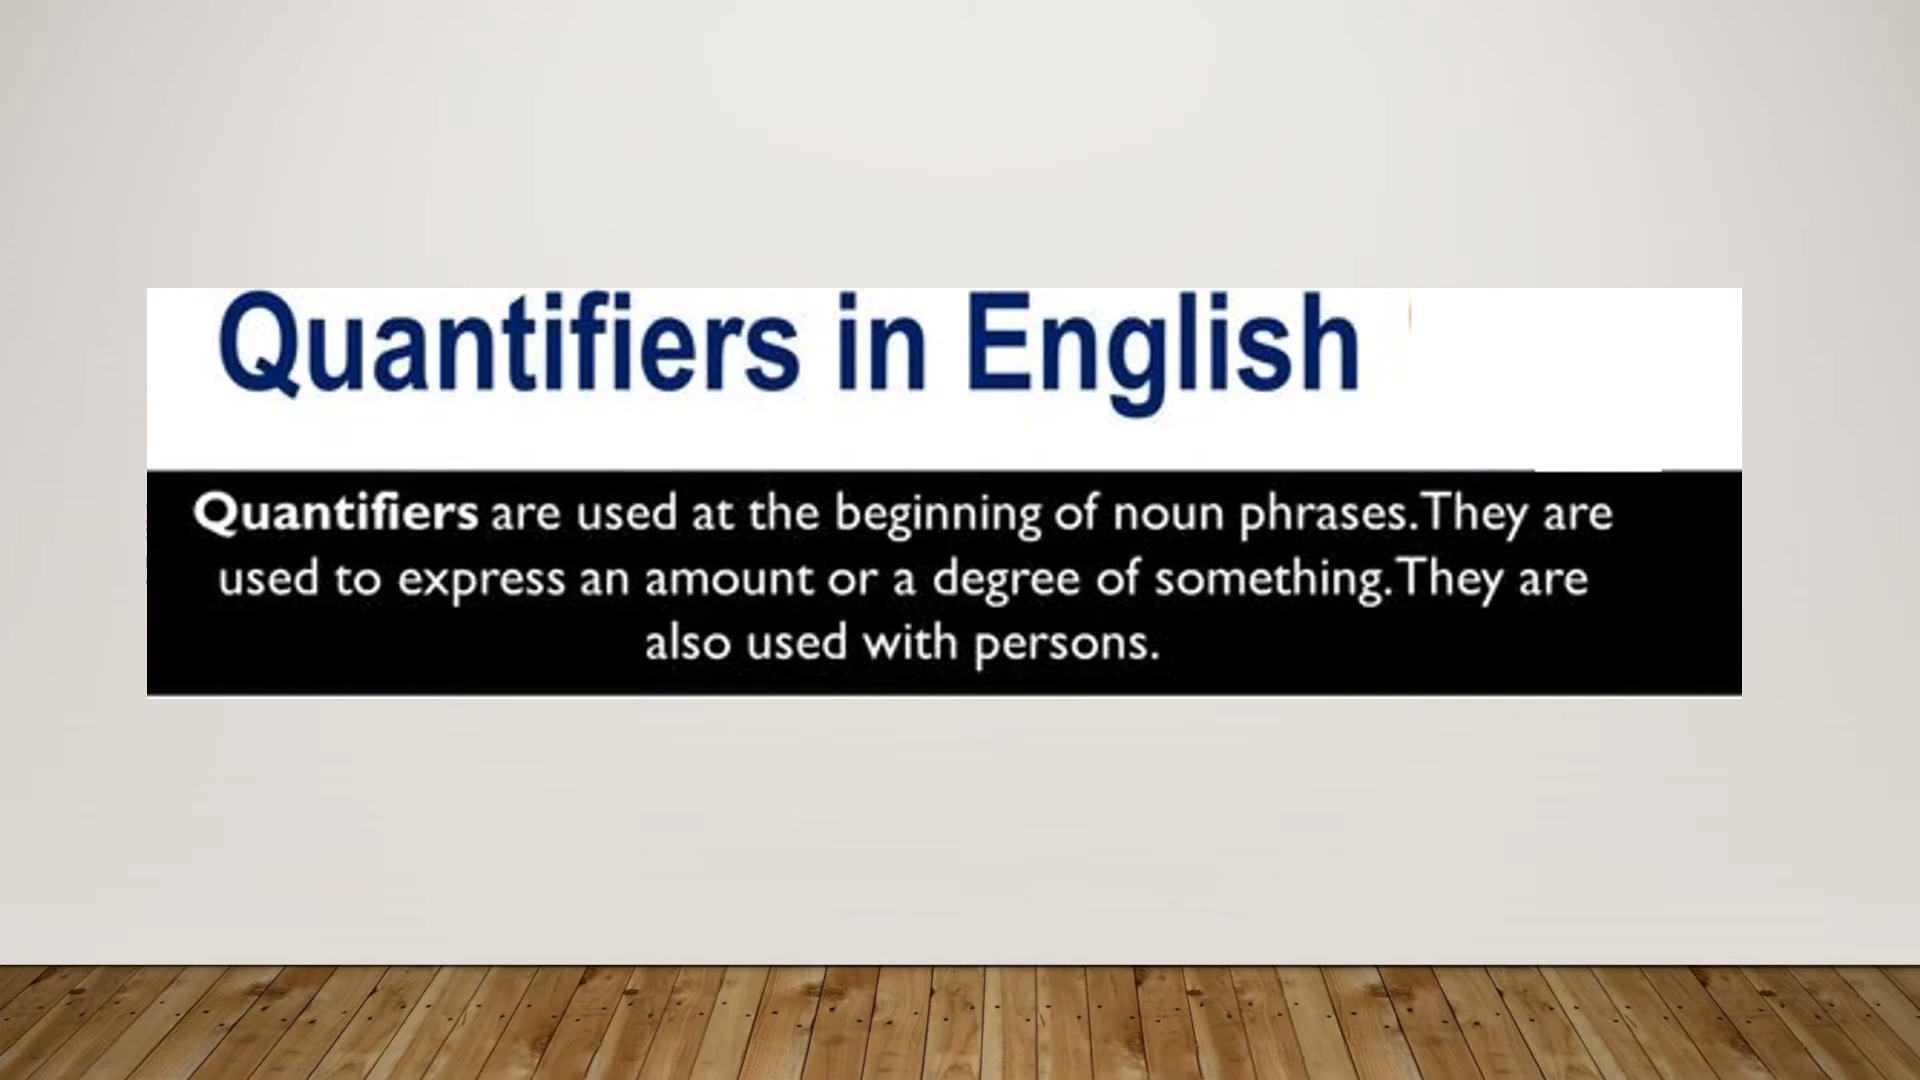 Quantifiers in English
Quantifiers are used at the beginning of noun phrases.They are
used to express an amount or a degree of something.They are
also used with persons.